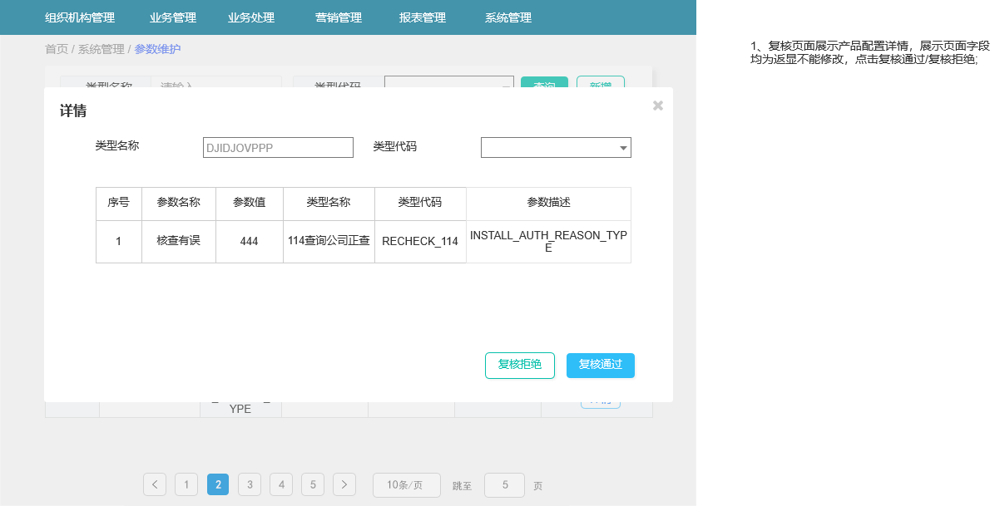 组织机构管理 业务管理 业务处理 营销管理 报表管理 系统管理
首页 / 系统管理 / 参数维护
类型名称 请输入 类型代码 查询 新增
详情
类型名称 DJIDJOVPPP 类型代码
序号 参数名称 参数值 类型名称 类型代码 参数描述
1 核查有误 444 114查询公司正查 RECHECK_114 INSTALL_AUTH_REASON_TYP
E
复核拒绝 复核通过
YPE
1 2 3 4 5 10条/页 跳至 5 页
1、复核页面展示产品配置详情，展示页面字段
均为返显不能修改，点击复核通过/复核拒绝;